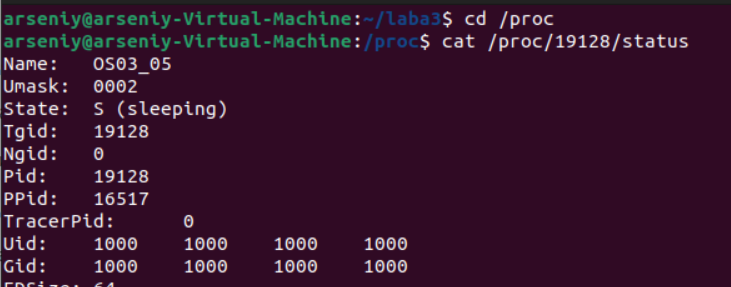 arseniy@arseniy-Virtual-Machine:~/laba3$ cd /proc
arseniy@arseniy-Virtual-Machine:/proc$ cat /proc/19128/status
Name:	OS03_05
Umask:	0002
State:	S (sleeping)
Tgid:	19128
Ngid:	0
Pid:	19128
PPid:	16517
TracerPid:	0
Uid:	1000	1000	1000	1000
Gid:	1000	1000	1000	1000
FDSize:	64